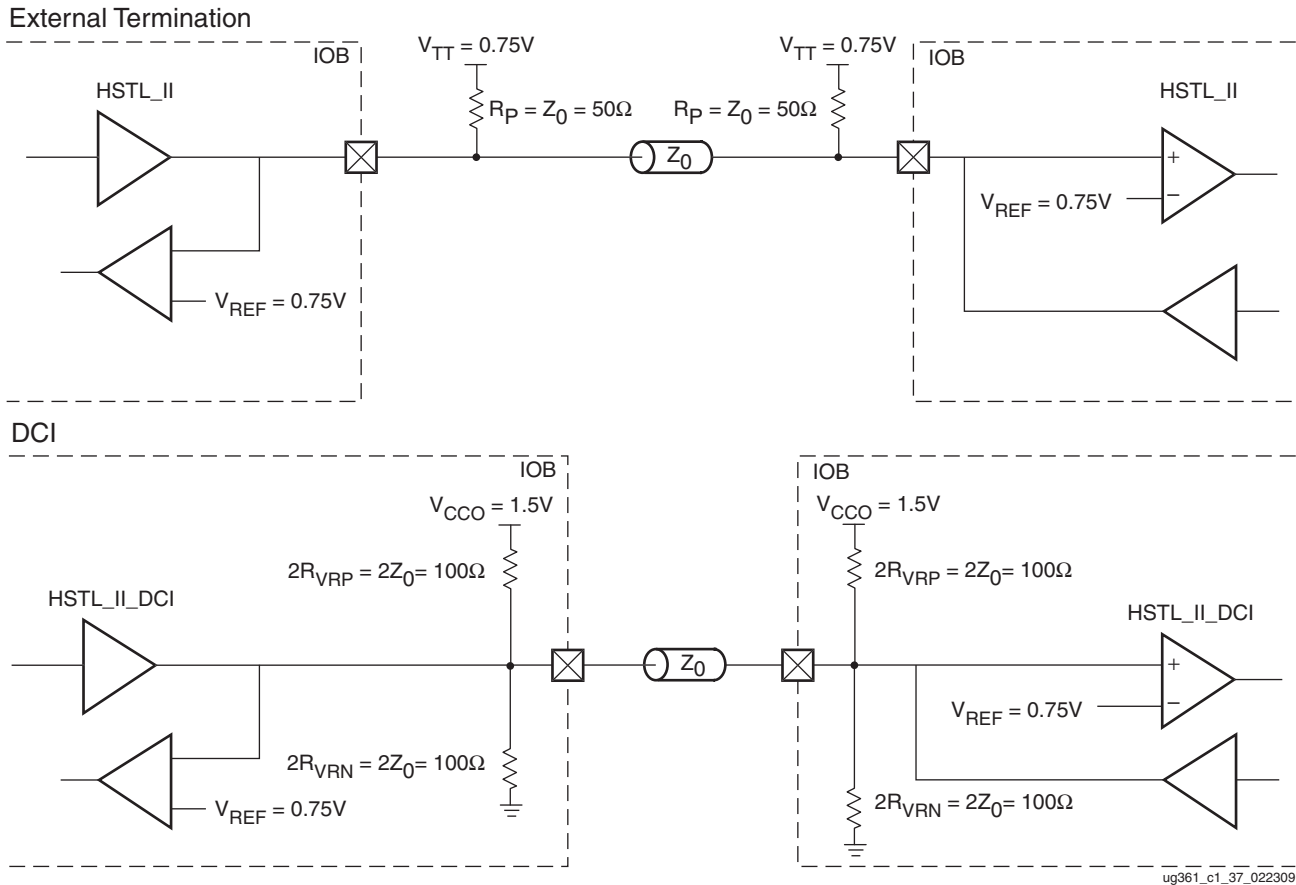 External Termination
IOB
V_TT = 0.75V
V_TT = 0.75V
IOB
HSTL_II
R_P = Z_0 = 50Ω
R_P = Z_0 = 50Ω
HSTL_II
Z_0
+
–
V_REF = 0.75V
V_REF = 0.75V
DCI
IOB
IOB
V_CCO = 1.5V
V_CCO = 1.5V
2R_VRP = 2Z_0= 100Ω
2R_VRP = 2Z_0= 100Ω
HSTL_II_DCI
HSTL_II_DCI
Z_0
+
–
V_REF = 0.75V
2R_VRN = 2Z_0= 100Ω
V_REF = 0.75V
2R_VRN = 2Z_0= 100Ω
ug361_c1_37_022309